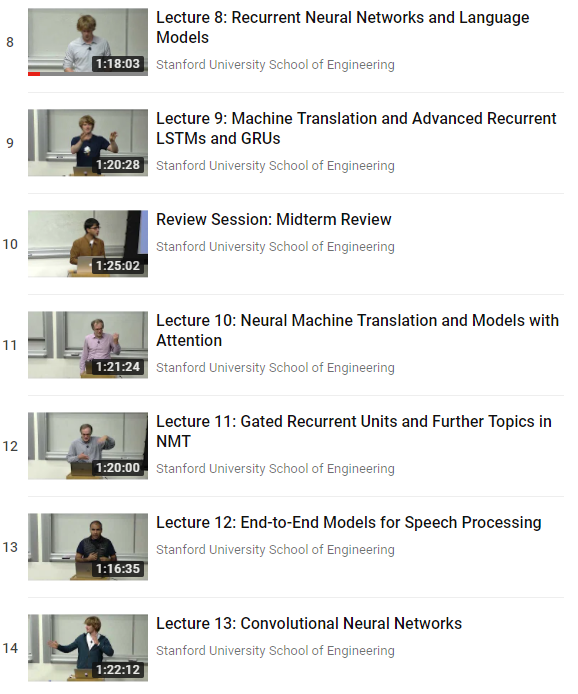 8
1:18:03
Lecture 8: Recurrent Neural Networks and Language
Models
Stanford University School of Engineering
9
1:20:28
Lecture 9: Machine Translation and Advanced Recurrent
LSTMs and GRUs
Stanford University School of Engineering
10
1:25:02
Review Session: Midterm Review
Stanford University School of Engineering
11
1:21:24
Lecture 10: Neural Machine Translation and Models with
Attention
Stanford University School of Engineering
12
1:20:00
Lecture 11: Gated Recurrent Units and Further Topics in
NMT
Stanford University School of Engineering
13
1:16:35
Lecture 12: End-to-End Models for Speech Processing
Stanford University School of Engineering
14
1:22:12
Lecture 13: Convolutional Neural Networks
Stanford University School of Engineering